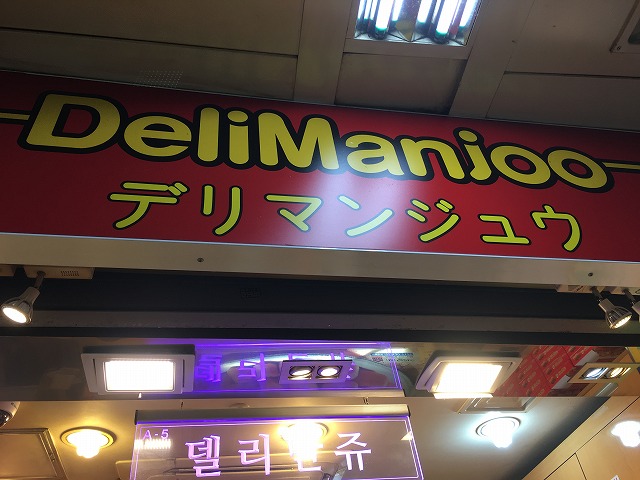 DeliManjoo
デリマンジュウ
A-5
델리만쥬